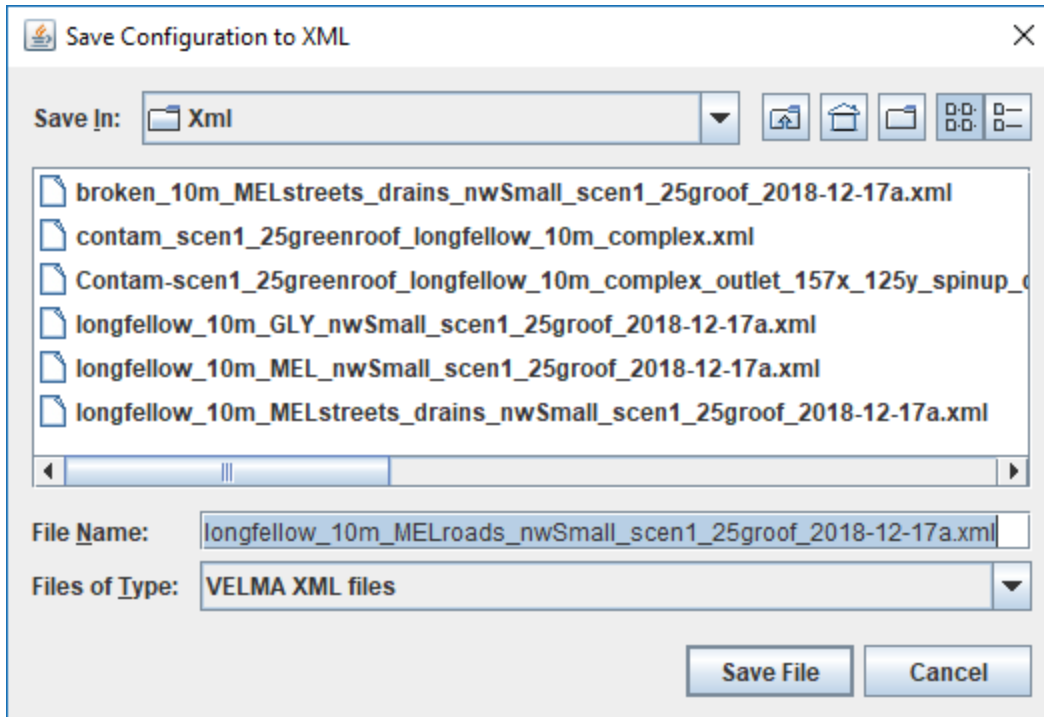 Save Configuration to XML
Save In: Xml
broken_10m_MELstreets_drains_nwSmall_scen1_25groof_2018-12-17a.xml
contam_scen1_25greenroof_longfellow_10m_complex.xml
Contam-scen1_25greenroof_longfellow_10m_complex_outlet_157x_125y_spinup_
longfellow_10m_GLY_nwSmall_scen1_25groof_2018-12-17a.xml
longfellow_10m_MEL_nwSmall_scen1_25groof_2018-12-17a.xml
longfellow_10m_MELstreets_drains_nwSmall_scen1_25groof_2018-12-17a.xml
File Name: longfellow_10m_MELroads_nwSmall_scen1_25groof_2018-12-17a.xml
Files of Type: VELMA XML files
Save File Cancel